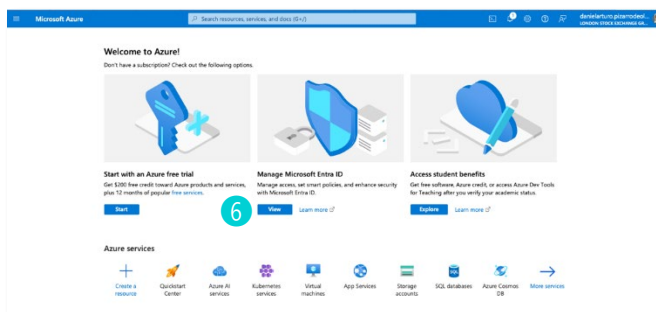 Microsoft Azure
Search resources, services, and docs (G+/)
LONDON STOCK EXCHANGE GR...
Welcome to Azure!
Don't have a subscription? Check out the following options.
Start with an Azure free trial
Get $200 free credit toward Azure products and services,
plus 12 months of popular free services.
Start
Manage Microsoft Entra ID
Manage access, set smart policies, and enhance security
with Microsoft Entra ID.
6
View
Learn more
Access student benefits
Get free software, Azure credit, or access Azure Dev Tools
for Teaching after you verify your academic status.
Explore
Learn more
Azure services
Create a
resource
Quickstart
Center
Azure AI
services
Kubernetes
services
Virtual
machines
App Services
Storage
accounts
SQL databases
Azure Cosmos
DB
More services